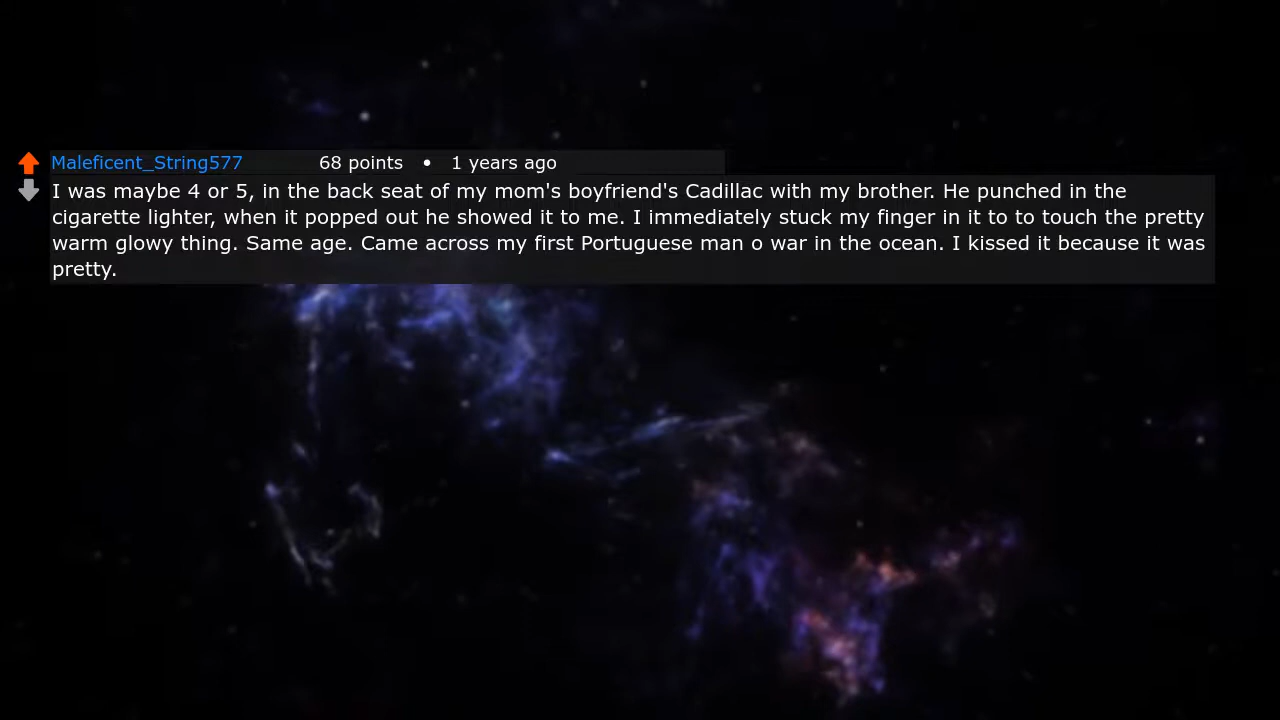 Maleficent_String577 68 points • 1 years ago
I was maybe 4 or 5, in the back seat of my mom's boyfriend's Cadillac with my brother. He punched in the
cigarette lighter, when it popped out he showed it to me. I immediately stuck my finger in it to to touch the pretty
warm glowy thing. Same age. Came across my first Portuguese man o war in the ocean. I kissed it because it was
pretty.